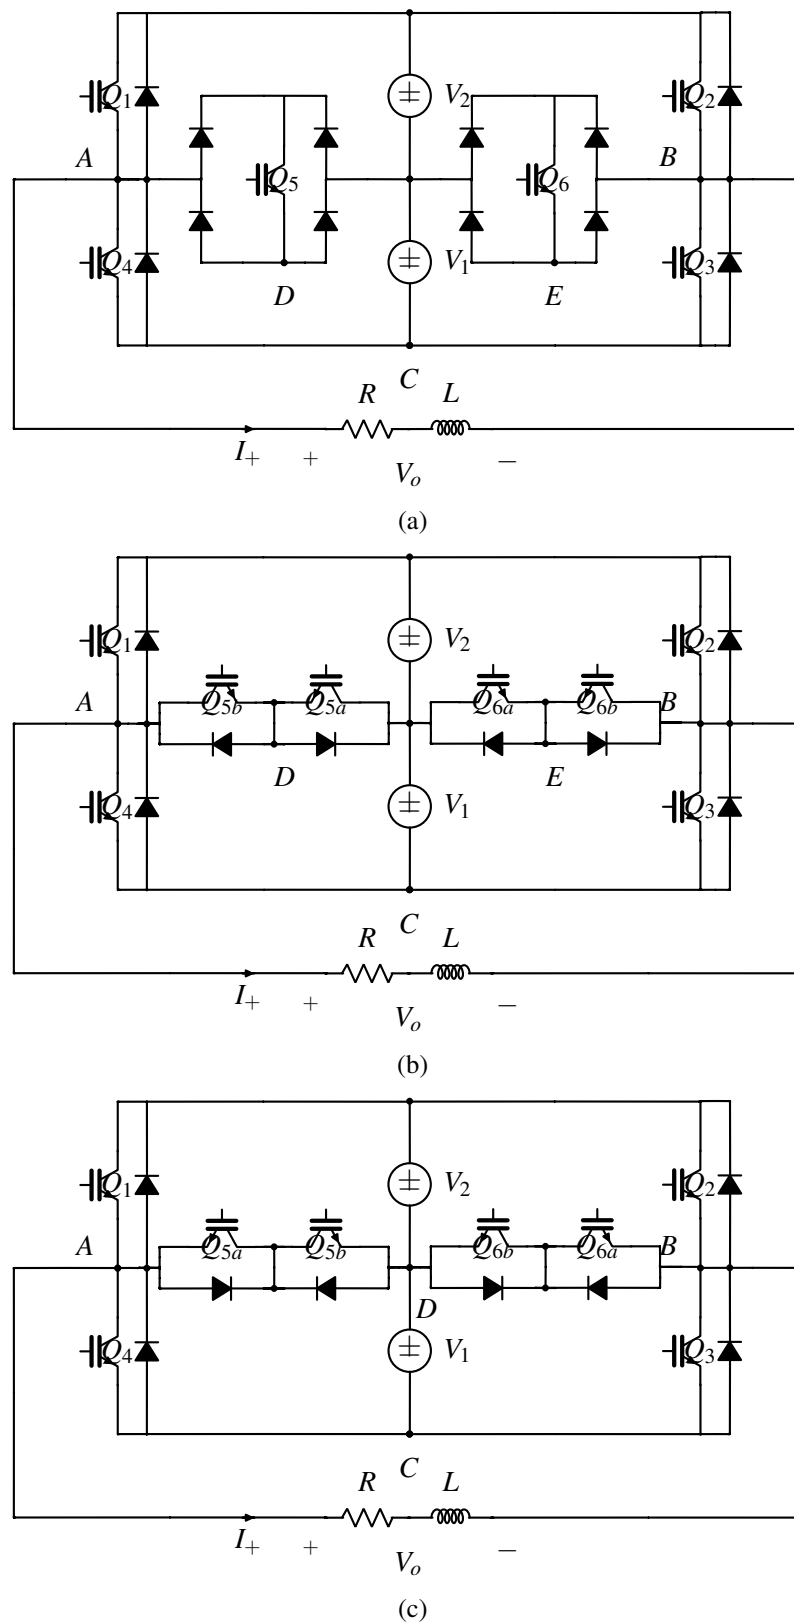 Q1 V2 Q2
A Q5 Q6 B
Q4 V1 Q3
D E
C
R L
I+ + Vo −
(a)
Q1 V2 Q2
A Q5b Q5a Q6a Q6b B
D E
Q4 V1 Q3
C
R L
I+ + Vo −
(b)
Q1 V2 Q2
A Q5a Q5b Q6b Q6a B
D
Q4 V1 Q3
C
R L
I+ + Vo −
(c)